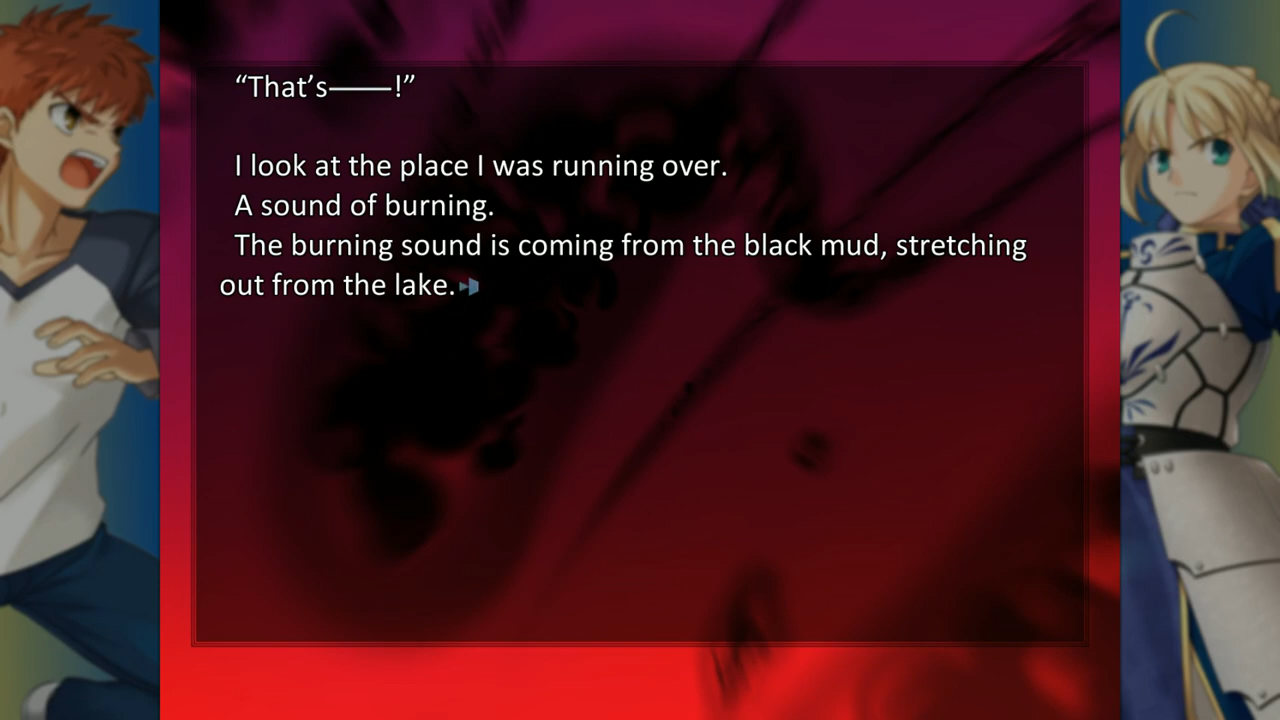 “That’s――!”
I look at the place I was running over.
A sound of burning.
The burning sound is coming from the black mud, stretching
out from the lake.